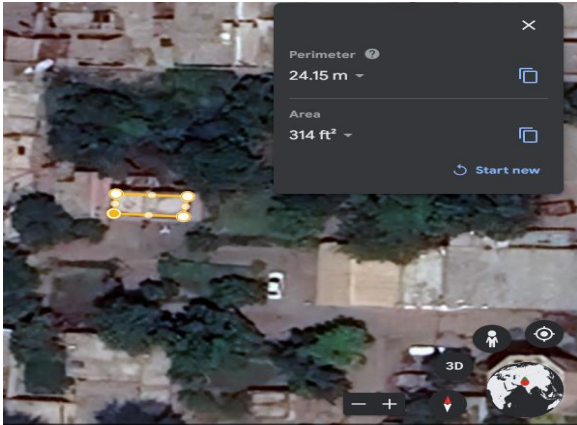 Perimeter ?
24.15 m
Area
314 ft²
Start new
3D